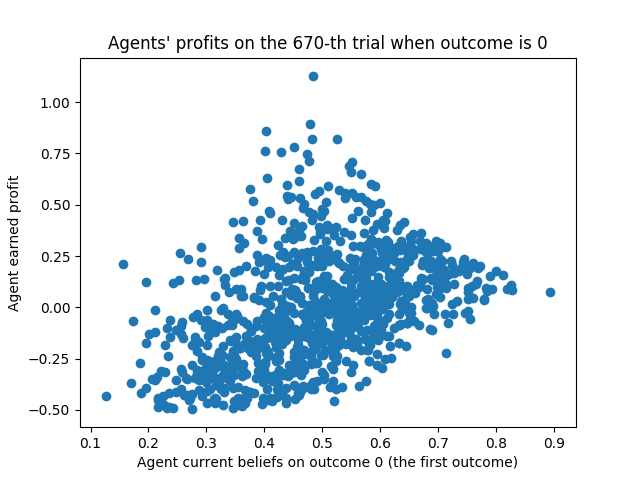 Agents' profits on the 670-th trial when outcome is 0
1.00
0.75
0.50
0.25
0.00
−0.25
−0.50
Agent earned profit
0.1 0.2 0.3 0.4 0.5 0.6 0.7 0.8 0.9
Agent current beliefs on outcome 0 (the first outcome)